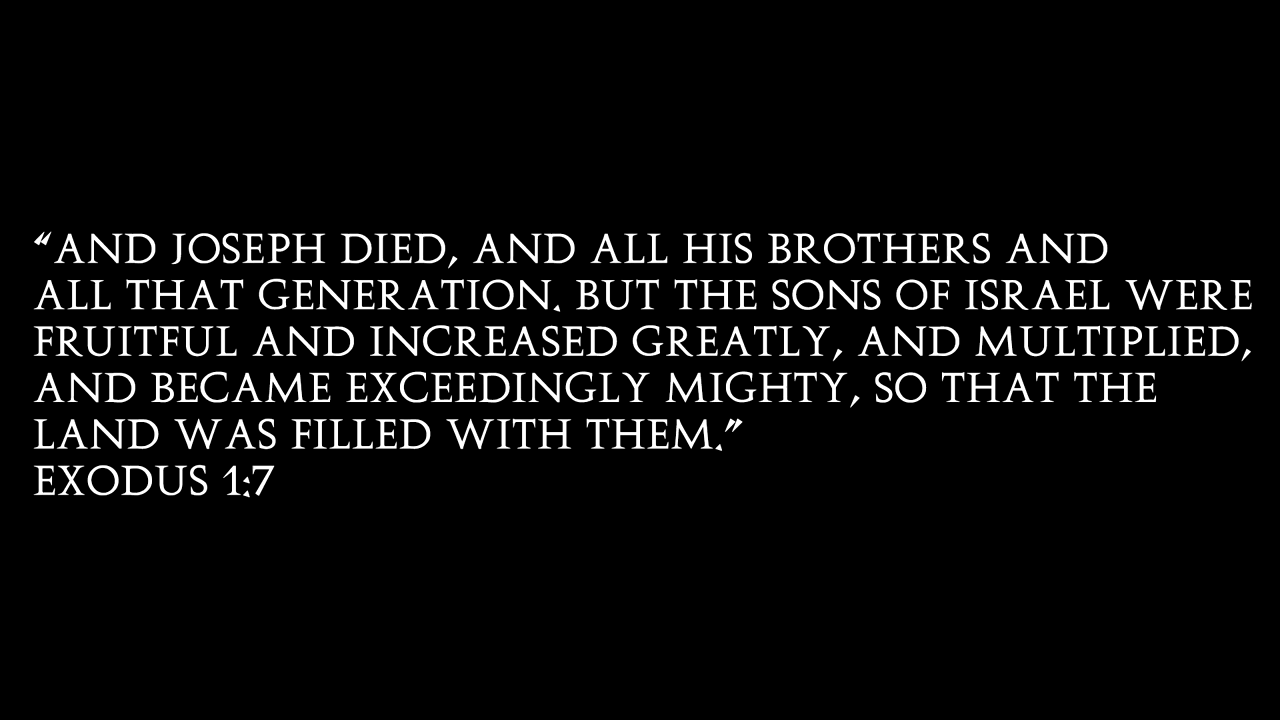 “AND JOSEPH DIED, AND ALL HIS BROTHERS AND
ALL THAT GENERATION. BUT THE SONS OF ISRAEL WERE
FRUITFUL AND INCREASED GREATLY, AND MULTIPLIED,
AND BECAME EXCEEDINGLY MIGHTY, SO THAT THE
LAND WAS FILLED WITH THEM.”
EXODUS 1:7